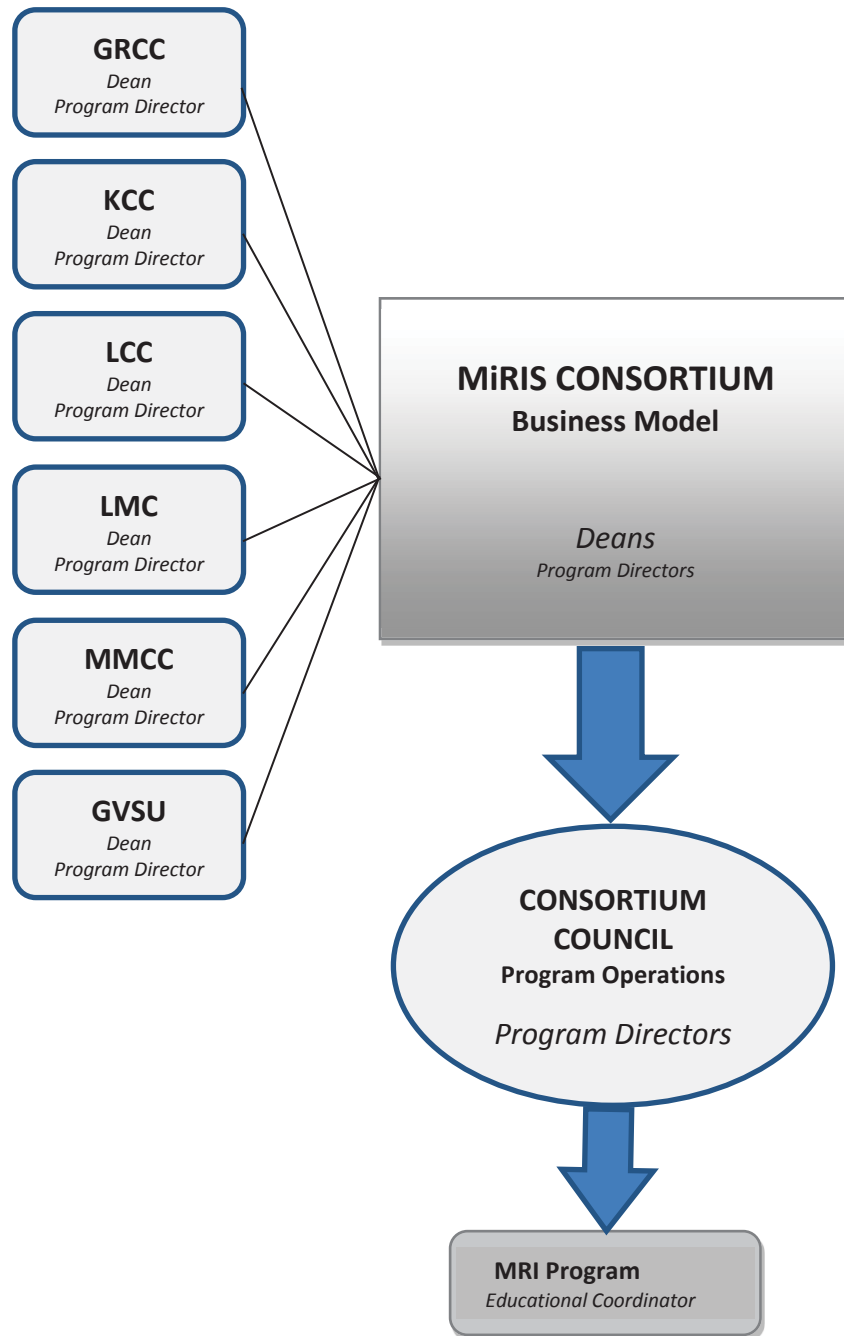 GRCC
Dean
Program Director
KCC
Dean
Program Director
LCC
Dean
Program Director
LMC
Dean
Program Director
MMCC
Dean
Program Director
GVSU
Dean
Program Director
MiRIS CONSORTIUM
Business Model
Deans
Program Directors
CONSORTIUM
COUNCIL
Program Operations
Program Directors
MRI Program
Educational Coordinator